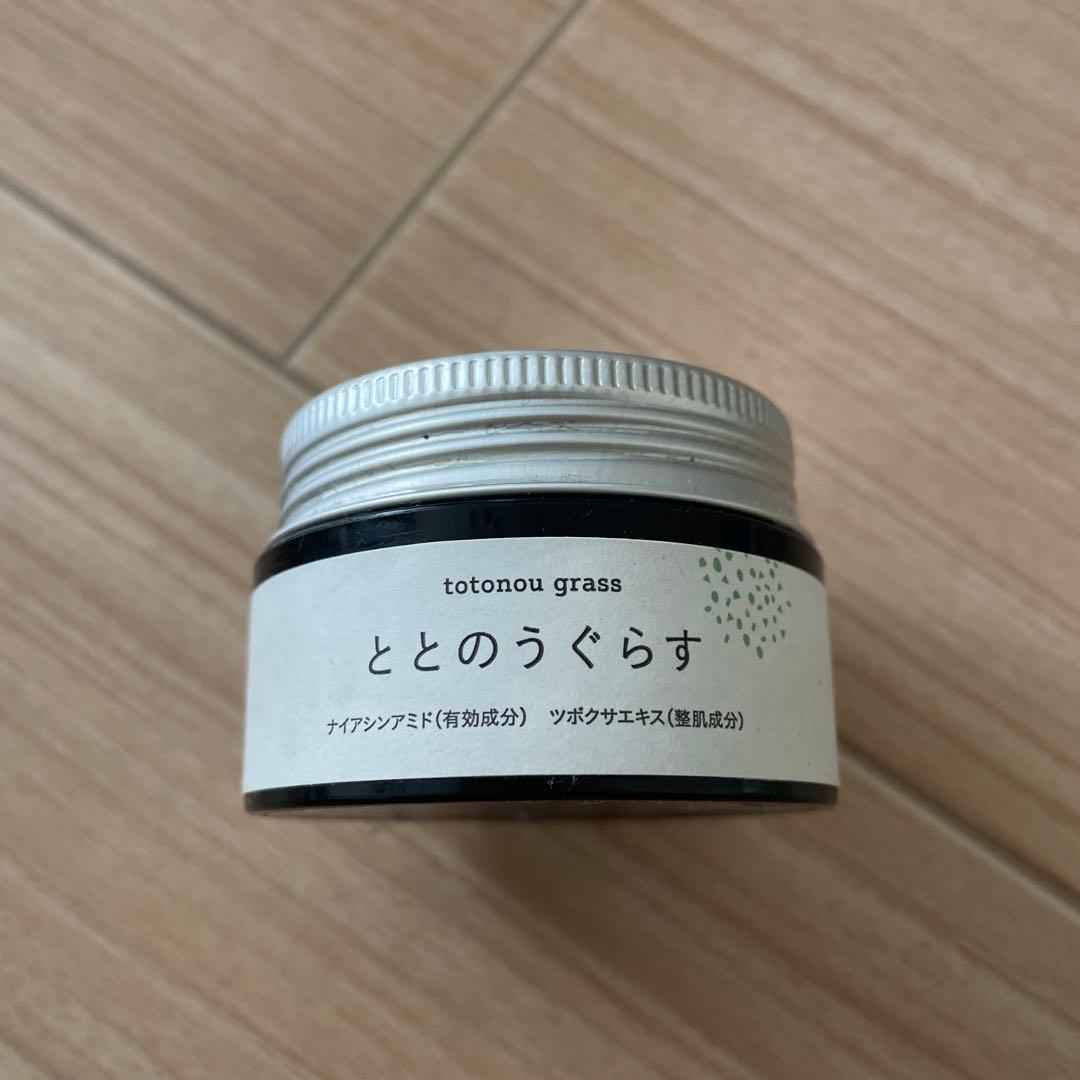 totonou grass
ととのうぐらす
ナイアシンアミド(有効成分) ツボクサエキス(整肌成分)